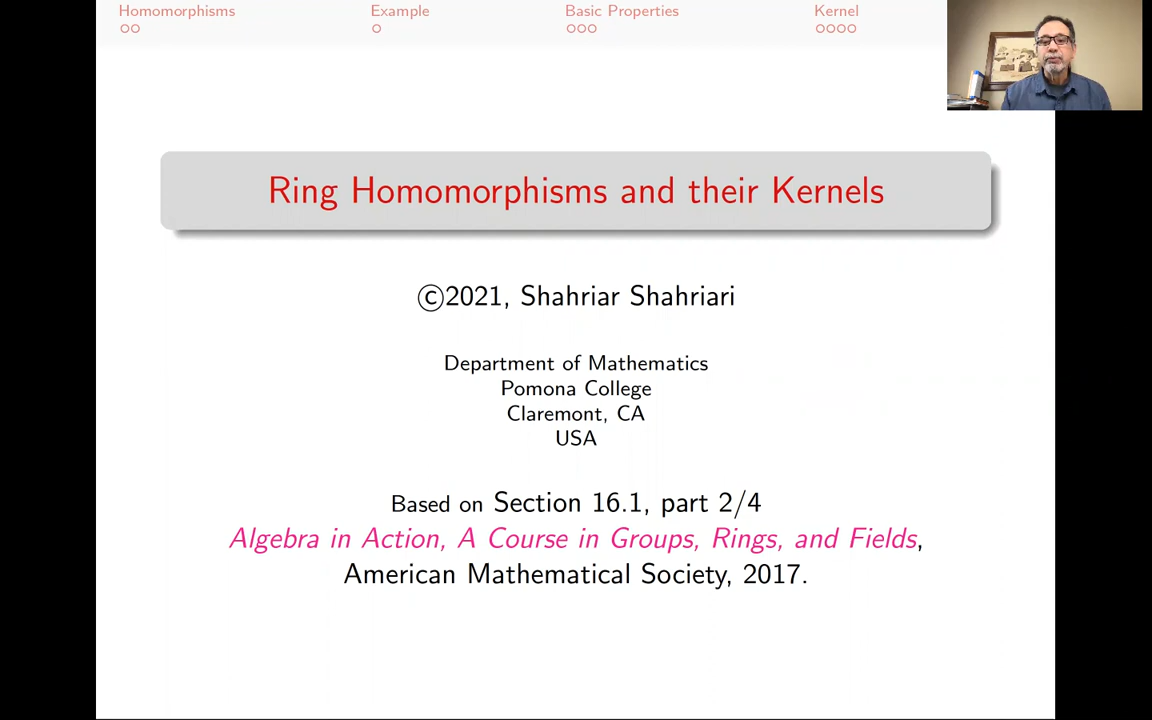 Homomorphisms Example Basic Properties Kernel
Ring Homomorphisms and their Kernels
©2021, Shahriar Shahriari
Department of Mathematics
Pomona College
Claremont, CA
USA
Based on Section 16.1, part 2/4
Algebra in Action, A Course in Groups, Rings, and Fields,
American Mathematical Society, 2017.